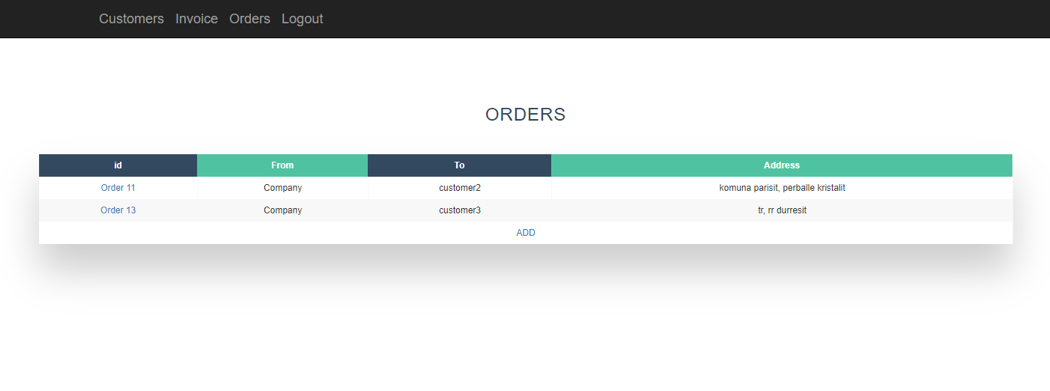 Customers Invoice Orders Logout
ORDERS
id From To Address
Order 11 Company customer2 komuna parisit, perballe kristalit
Order 13 Company customer3 tr, rr durresit
ADD